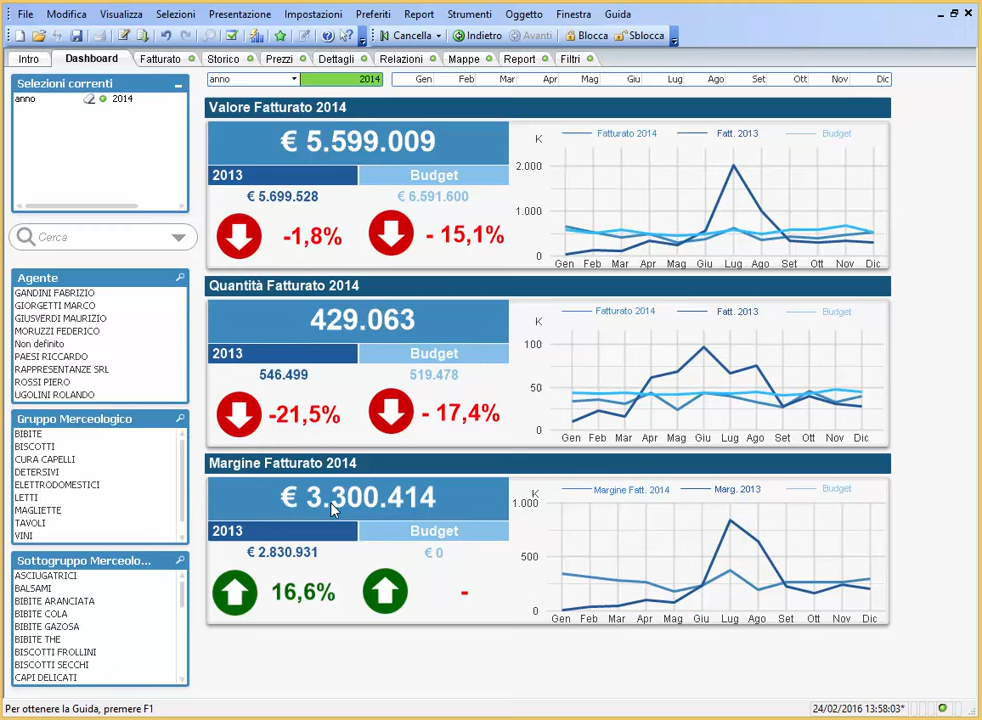 File Modifica Visualizza Selezioni Presentazione Impostazioni Preferiti Report Strumenti Oggetto Finestra Guida
Cancella Indietro Avanti Blocca Sblocca
Intro Dashboard Fatturato Storico Prezzi Dettagli Relazioni Mappe Report Filtri
Selezioni correnti
anno 2014
Cerca
Agente
GANDINI FABRIZIO
GIORGETTI MARCO
GIUSVERDI MAURIZIO
MORUZZI FEDERICO
Non definito
PAESI RICCARDO
RAPPRESENTANZE SRL
ROSSI PIERO
UGOLINI ROLANDO
Gruppo Merceologico
BIBITE
BISCOTTI
CURA CAPELLI
DETERSIVI
ELETTRODOMESTICI
LETTI
MAGLIETTE
TAVOLI
VINI
Sottogruppo Merceolo...
ASCIUGATRICI
BALSAMI
BIBITE ARANCIATA
BIBITE COLA
BIBITE GAZOSA
BIBITE THE
BISCOTTI FROLLINI
BISCOTTI SECCHI
CAPI DELICATI
anno 2014 Gen Feb Mar Apr Mag Giu Lug Ago Set Ott Nov Dic
Valore Fatturato 2014
€ 5.599.009
2013 Budget
€ 5.699.528 € 6.591.600
-1,8% - 15,1%
K Fatturato 2014 Fatt. 2013 Budget
2.000
1.000
0
Gen Feb Mar Apr Mag Giu Lug Ago Set Ott Nov Dic
Quantità Fatturato 2014
429.063
2013 Budget
546.499 519.478
-21,5% - 17,4%
K Fatturato 2014 Fatt. 2013 Budget
100
50
0
Gen Feb Mar Apr Mag Giu Lug Ago Set Ott Nov Dic
Margine Fatturato 2014
€ 3.300.414
2013 Budget
€ 2.830.931 € 0
16,6% -
K Margine Fatt. 2014 Marg. 2013 Budget
1.000
500
0
Gen Feb Mar Apr Mag Giu Lug Ago Set Ott Nov Dic
Per ottenere la Guida, premere F1 24/02/2016 13:58:03*